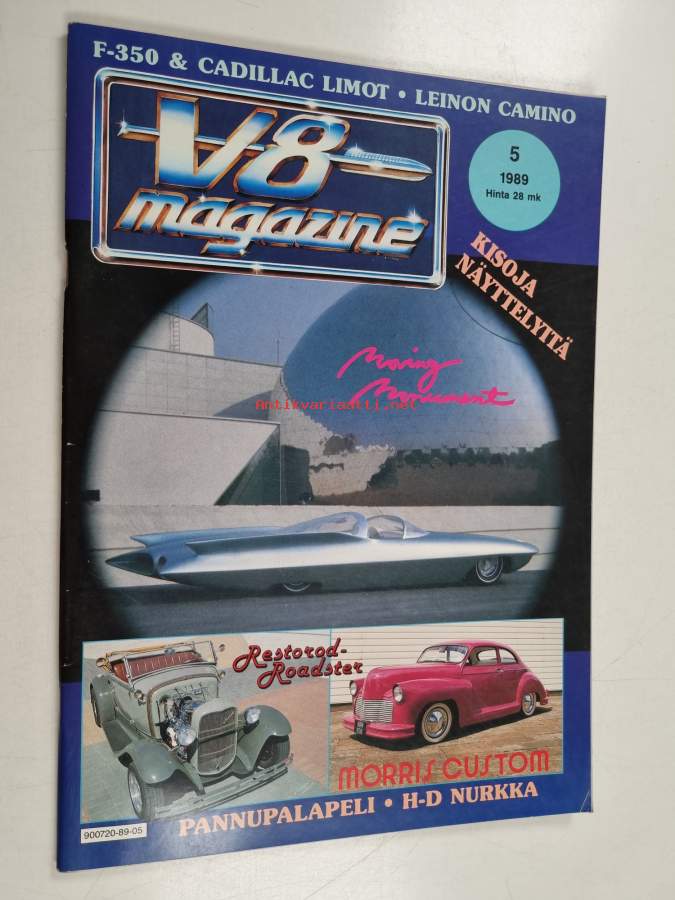 F-350 & CADILLAC LIMOT • LEINON CAMINO
V8
magazine
5
1989
Hinta 28 mk
KISOJA
NÄYTTELYITÄ
Moving
Monument
Antikvariaatti.net
Restorod-
Roadster
MORRIS CUSTOM
PANNUPALAPELI • H-D NURKKA
900720-89-05